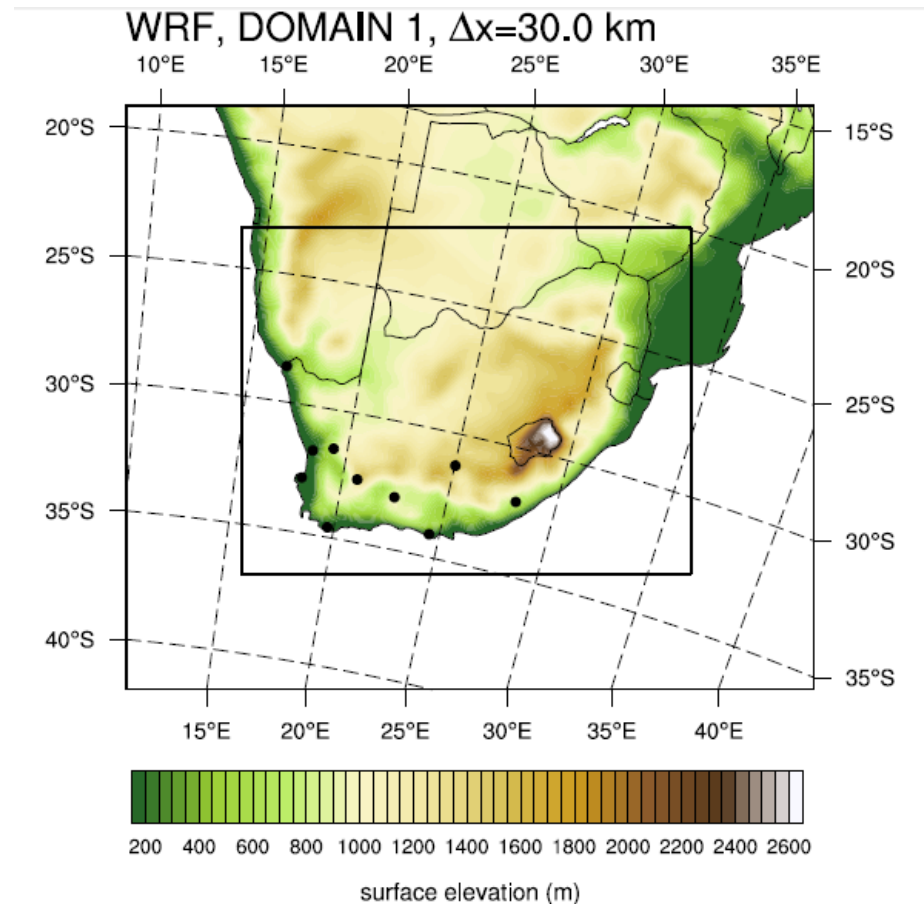 WRF, DOMAIN 1, Δx=30.0 km
10°E 15°E 20°E 25°E 30°E 35°E
20°S 15°S
25°S 20°S
30°S 25°S
35°S 30°S
40°S 35°S
15°E 20°E 25°E 30°E 35°E 40°E
200 400 600 800 1000 1200 1400 1600 1800 2000 2200 2400 2600
surface elevation (m)